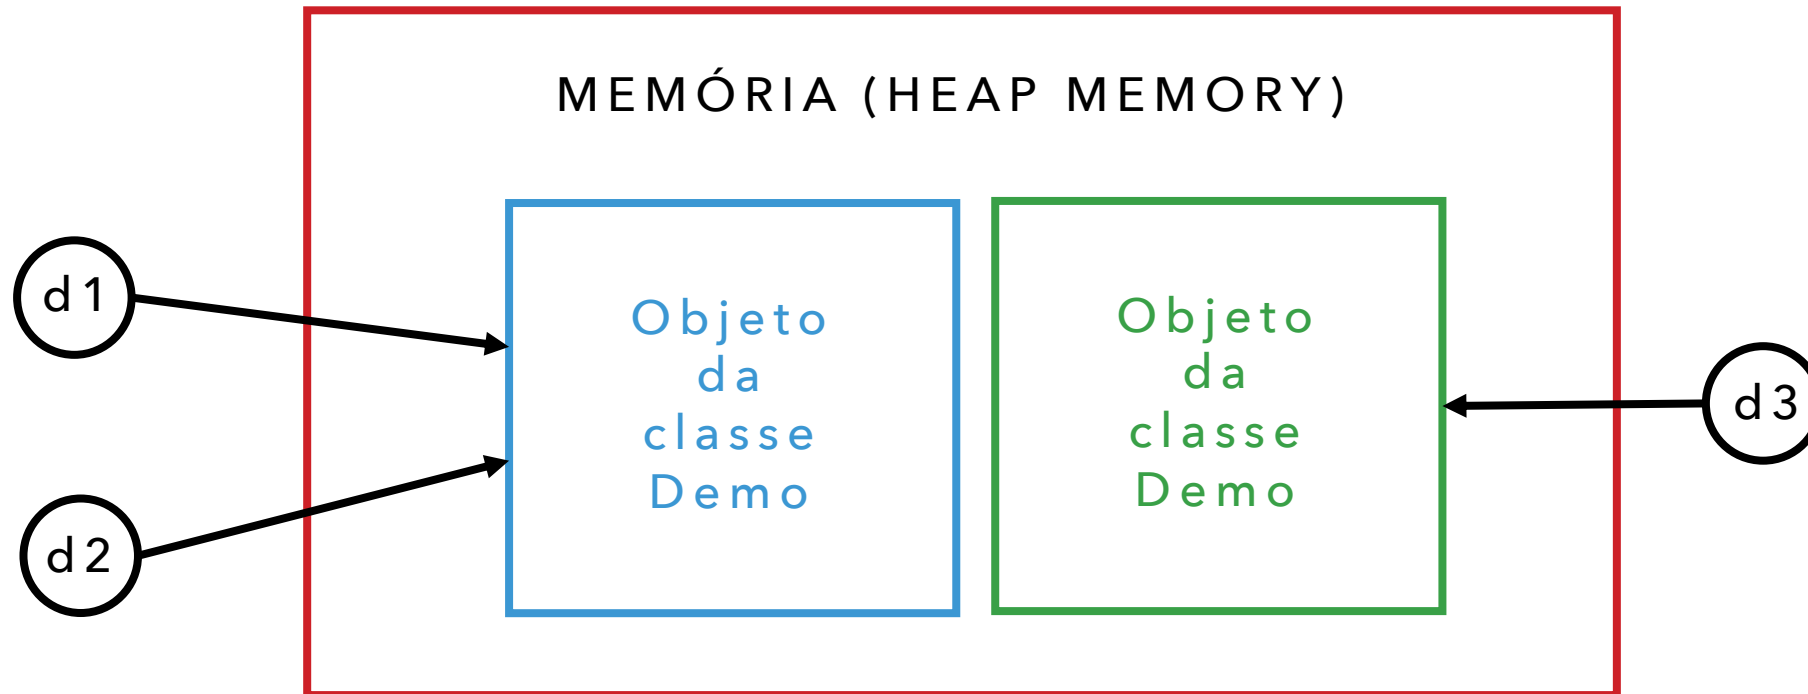 MEMÓRIA (HEAP MEMORY)
d1
d2
Objeto
da
classe
Demo
Objeto
da
classe
Demo
d3